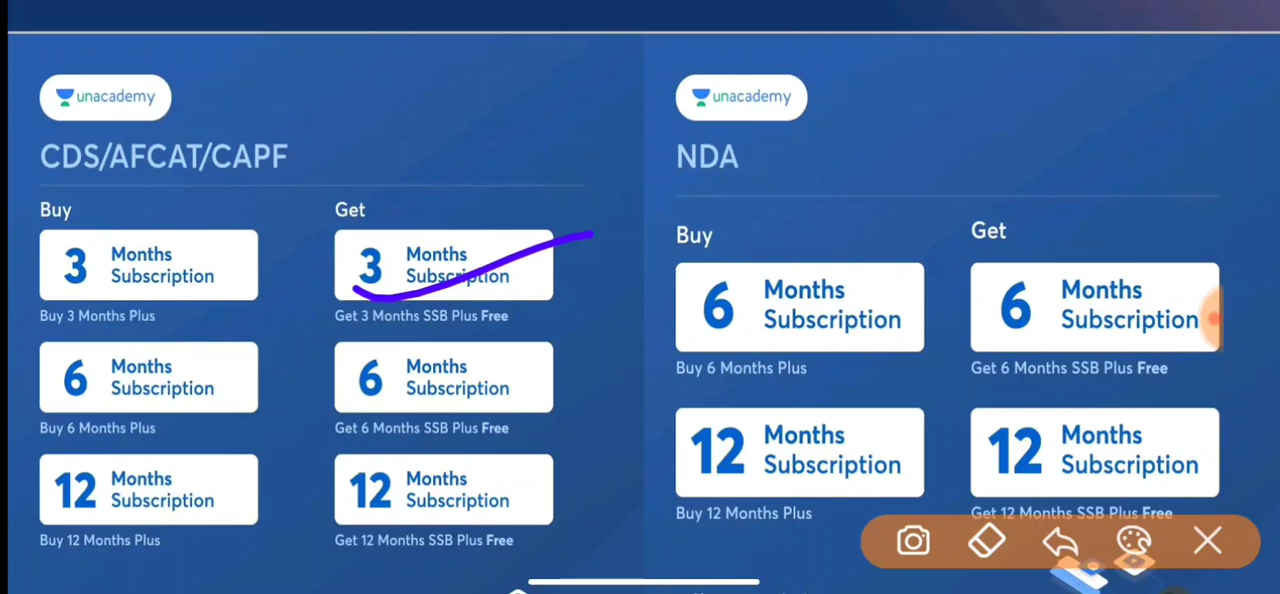 unacademy
CDS/AFCAT/CAPF
Buy
Get
3 Months Subscription
3 Months Subscription
Buy 3 Months Plus
Get 3 Months SSB Plus Free
6 Months Subscription
6 Months Subscription
Buy 6 Months Plus
Get 6 Months SSB Plus Free
12 Months Subscription
12 Months Subscription
Buy 12 Months Plus
Get 12 Months SSB Plus Free
unacademy
NDA
Buy
Get
6 Months Subscription
6 Months Subscription
Buy 6 Months Plus
Get 6 Months SSB Plus Free
12 Months Subscription
12 Months Subscription
Buy 12 Months Plus
Get 12 Months SSB Plus Free